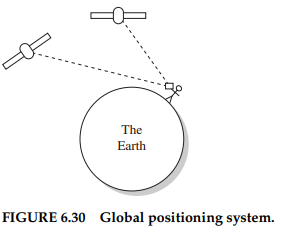 The
Earth
FIGURE 6.30 Global positioning system.